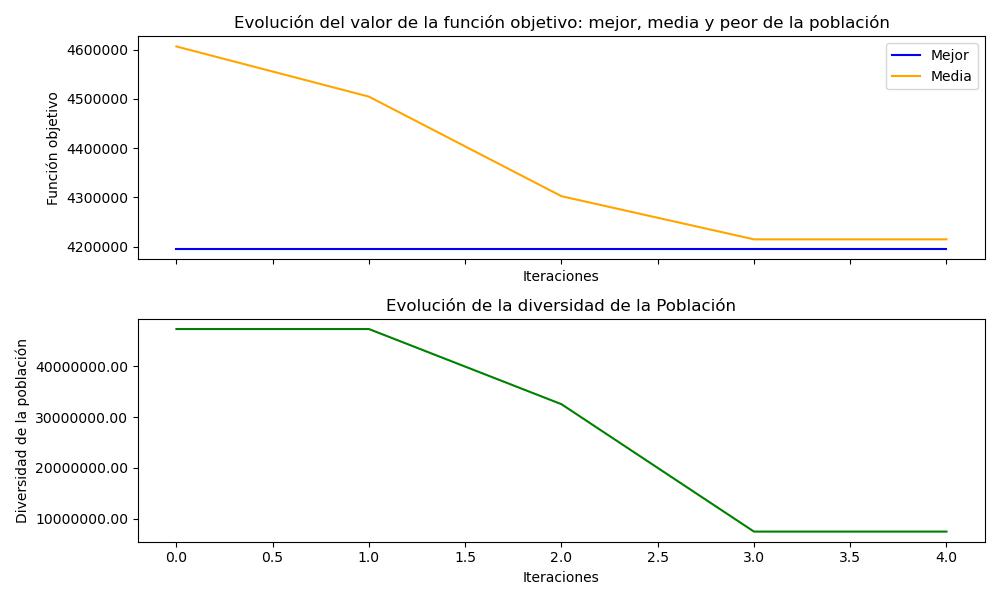 Evolución del valor de la función objetivo: mejor, media y peor de la población
Mejor
Media
Función objetivo
4600000
4500000
4400000
4300000
4200000
Iteraciones
Evolución de la diversidad de la Población
Diversidad de la población
40000000.00
30000000.00
20000000.00
10000000.00
0.0 0.5 1.0 1.5 2.0 2.5 3.0 3.5 4.0
Iteraciones